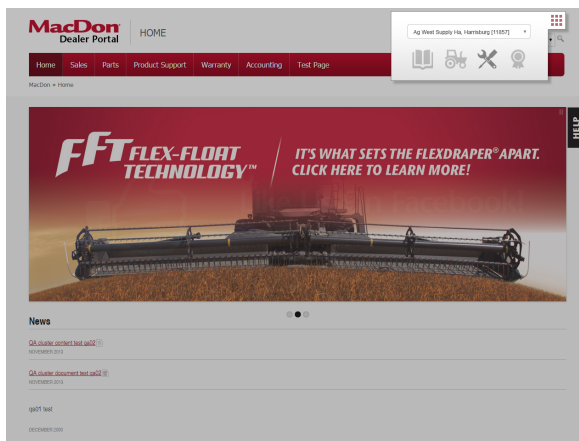 MacDon
Dealer Portal
HOME
Ag West Supply Ha, Harrisburg [11857]
Home Sales Parts Product Support Warranty Accounting Test Page
MacDon » Home
HELP
FFT FLEX-FLOAT
TECHNOLOGY™
IT'S WHAT SETS THE FLEXDRAPER® APART.
CLICK HERE TO LEARN MORE!
News
QA cluster content test qa02
NOVEMBER 2013
QA cluster document test qa02
NOVEMBER 2013
qa01 test
DECEMBER 2000